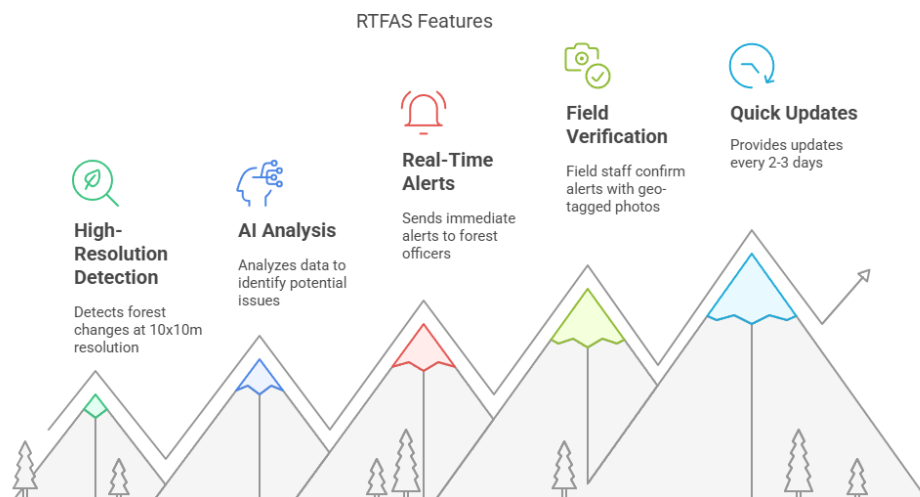 RTFAS Features
High-
Resolution
Detection
Detects forest
changes at 10x10m
resolution
AI Analysis
Analyzes data to
identify potential
issues
Real-Time
Alerts
Sends immediate
alerts to forest
officers
Field
Verification
Field staff confirm
alerts with geo-
tagged photos
Quick Updates
Provides updates
every 2-3 days